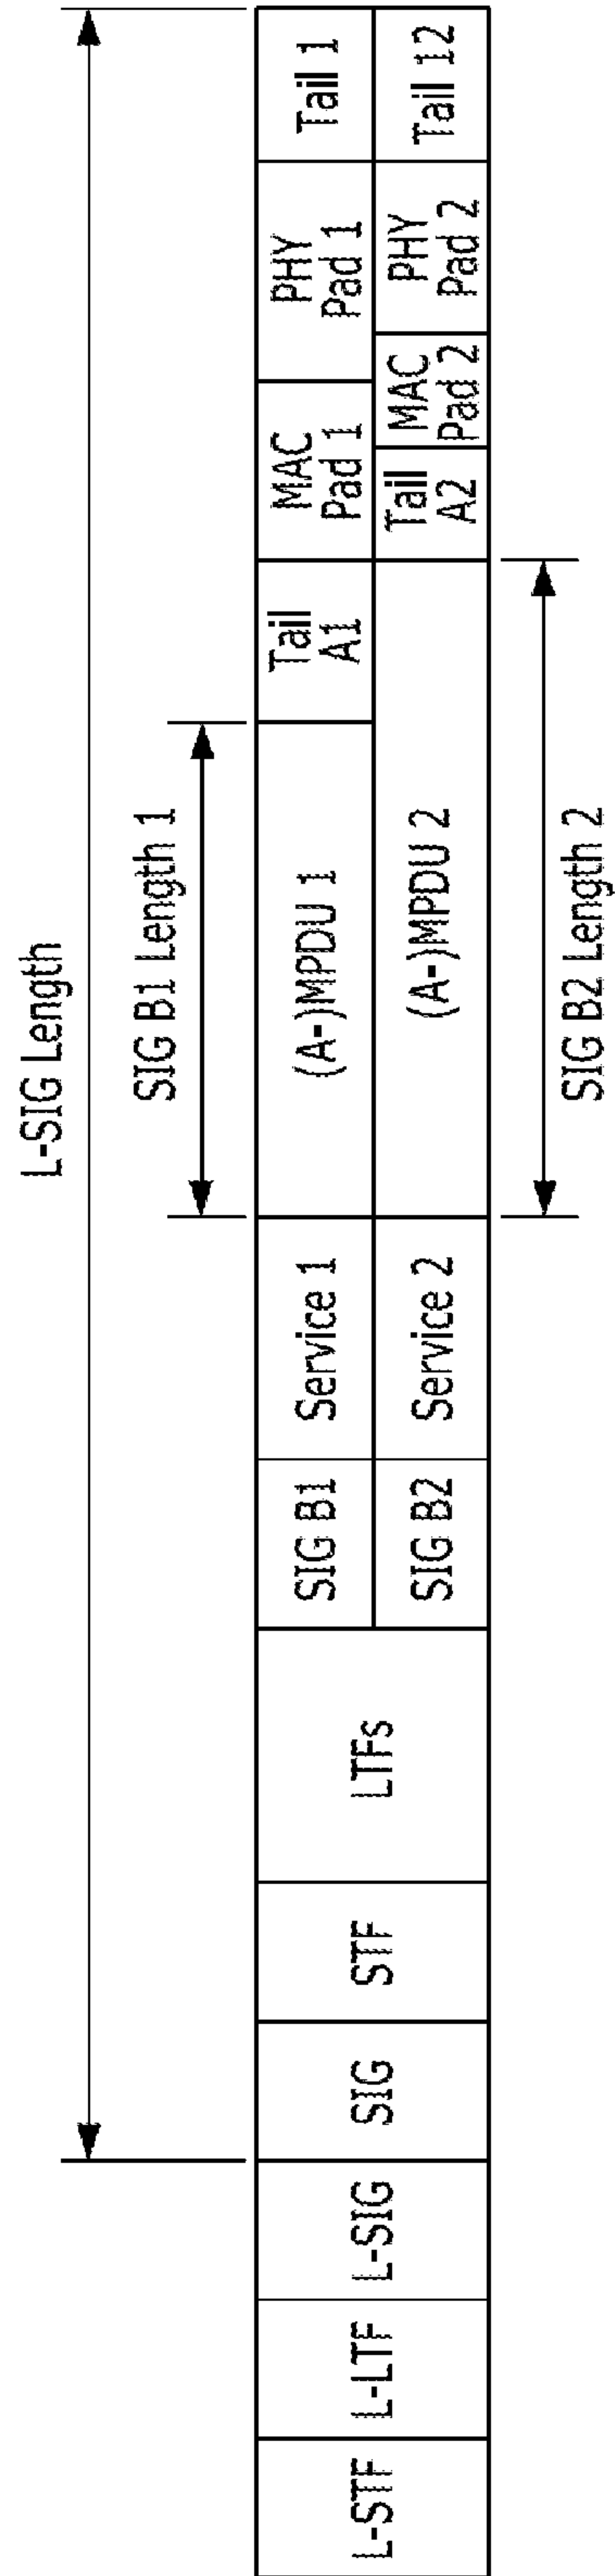 L-SIG Length
SIG B1 Length 1
L-STF
L-LTF
L-SIG
SIG
STF
LTFs
SIG B1
Service 1
(A-)MPDU 1
Tail
A1
MAC
Pad 1
PHY
Pad 1
Tail 1
SIG B2
Service 2
(A-)MPDU 2
Tail
A2
MAC
Pad 2
PHY
Pad 2
Tail 12
SIG B2 Length 2